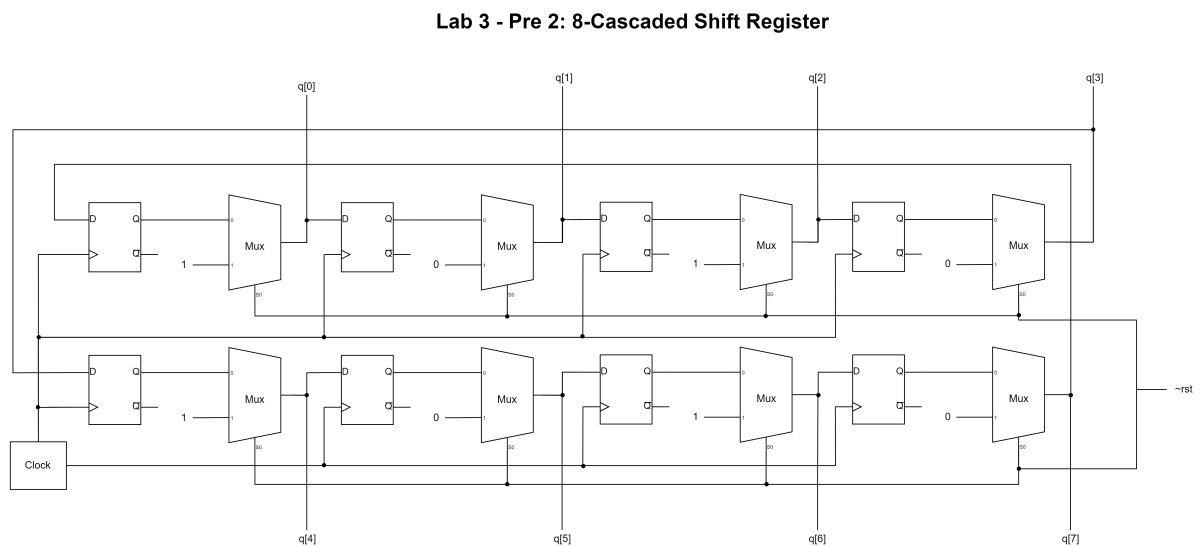 Lab 3 - Pre 2: 8-Cascaded Shift Register
q[0] q[1] q[2] q[3]
D Q 0 D Q 0 D Q 0 D Q 0
Mux Mux Mux Mux
Q Q Q Q
1 1 0 1 1 1 0 1
S0 S0 S0 S0
D Q 0 D Q 0 D Q 0 D Q 0
~rst
Mux Mux Mux Mux
Q Q Q Q
1 1 0 1 1 1 0 1
S0 S0 S0 S0
Clock
q[4] q[5] q[6] q[7]